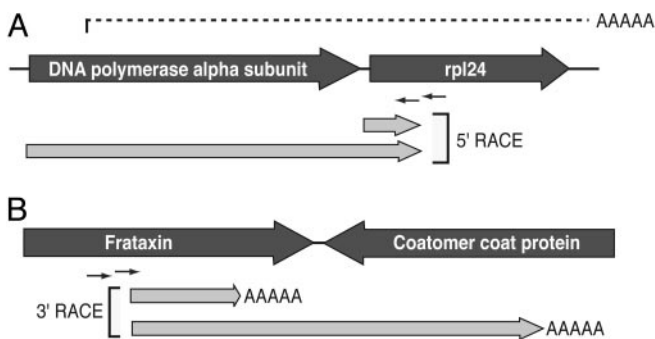 A
AAAAA
DNA polymerase alpha subunit
rpl24
5' RACE
B
Frataxin
Coatomer coat protein
3' RACE
AAAAA
AAAAA